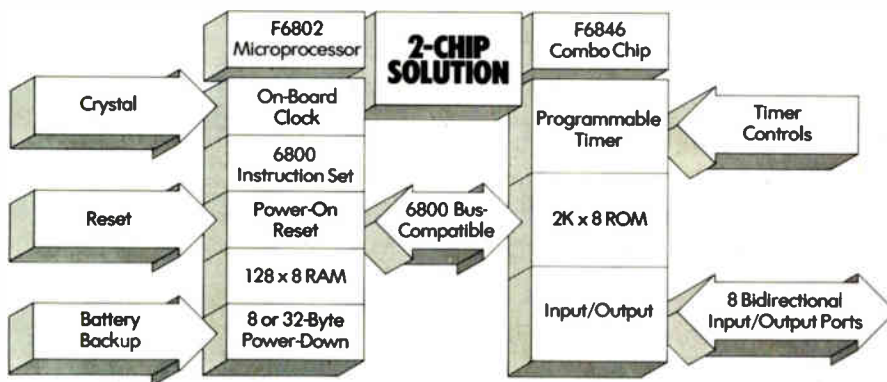 F6802
Microprocessor
2-CHIP
SOLUTION
F6846
Combo Chip
Crystal
On-Board
Clock
Programmable
Timer
Timer
Controls
6800
Instruction Set
Reset
Power-On
Reset
6800 Bus-
Compatible
2K x 8 ROM
128 x 8 RAM
Battery
Backup
8 or 32-Byte
Power-Down
Input/Output
8 Bidirectional
Input/Output Ports